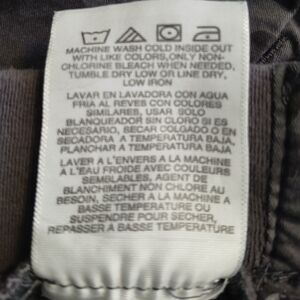 MACHINE WASH COLD INSIDE OUT
WITH LIKE COLORS, ONLY NON-
CHLORINE BLEACH WHEN NEEDED,
TUMBLE DRY LOW OR LINE DRY,
LOW IRON
LAVAR EN LAVADORA CON AGUA
FRIA AL REVES CON COLORES
SIMILARES, USAR SOLO
BLANQUEADOR SIN CLORO SI ES
NECESARIO, SECAR COLGADO O EN
SECADORA A TEMPERATURA BAJA
PLANCHAR A TEMPERATURA BAJA
LAVER A L'ENVERS A LA MACHINE
A L'EAU FROIDE AVEC COULEURS
SEMBLABLES, AGENT DE
BLANCHIMENT NON CHLORE AU
BESOIN, SECHER A LA MACHINE A
BASSE TEMPERATURE OU
SUSPENDRE POUR SECHER,
REPASSER A BASSE TEMPERATURE